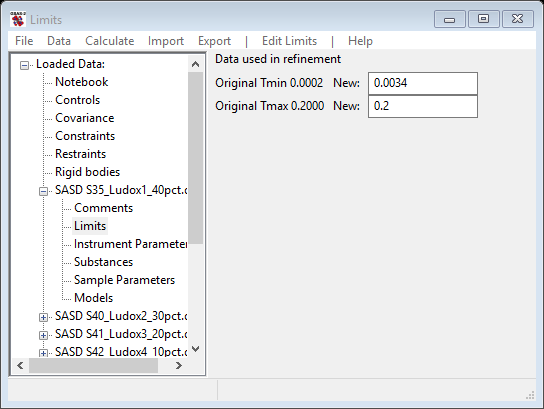 Limits
File Data Calculate Import Export | Edit Limits | Help
Loaded Data:
Notebook
Controls
Covariance
Constraints
Restraints
Rigid bodies
SASD S35_Ludox1_40pct.
Comments
Limits
Instrument Parameter
Substances
Sample Parameters
Models
SASD S40_Ludox2_30pct.
SASD S41_Ludox3_20pct.
SASD S42_Ludox4_10pct.
Data used in refinement
Original Tmin 0.0002 New: 0.0034
Original Tmax 0.2000 New: 0.2